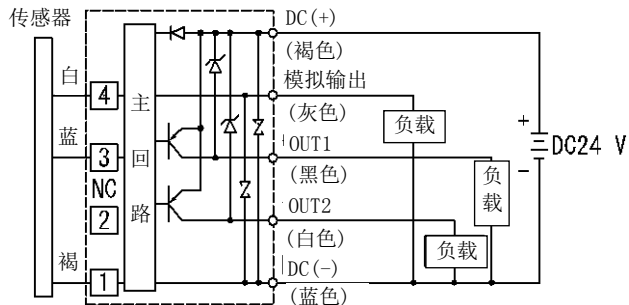 传感器
DC(+)
(褐色)
白
4
主
模拟输出
(灰色)
负载
蓝
3
回
OUT1
(黑色)
+
DC24 V
−
NC
2
路
OUT2
(白色)
负载
负载
褐
1
DC(-)
(蓝色)